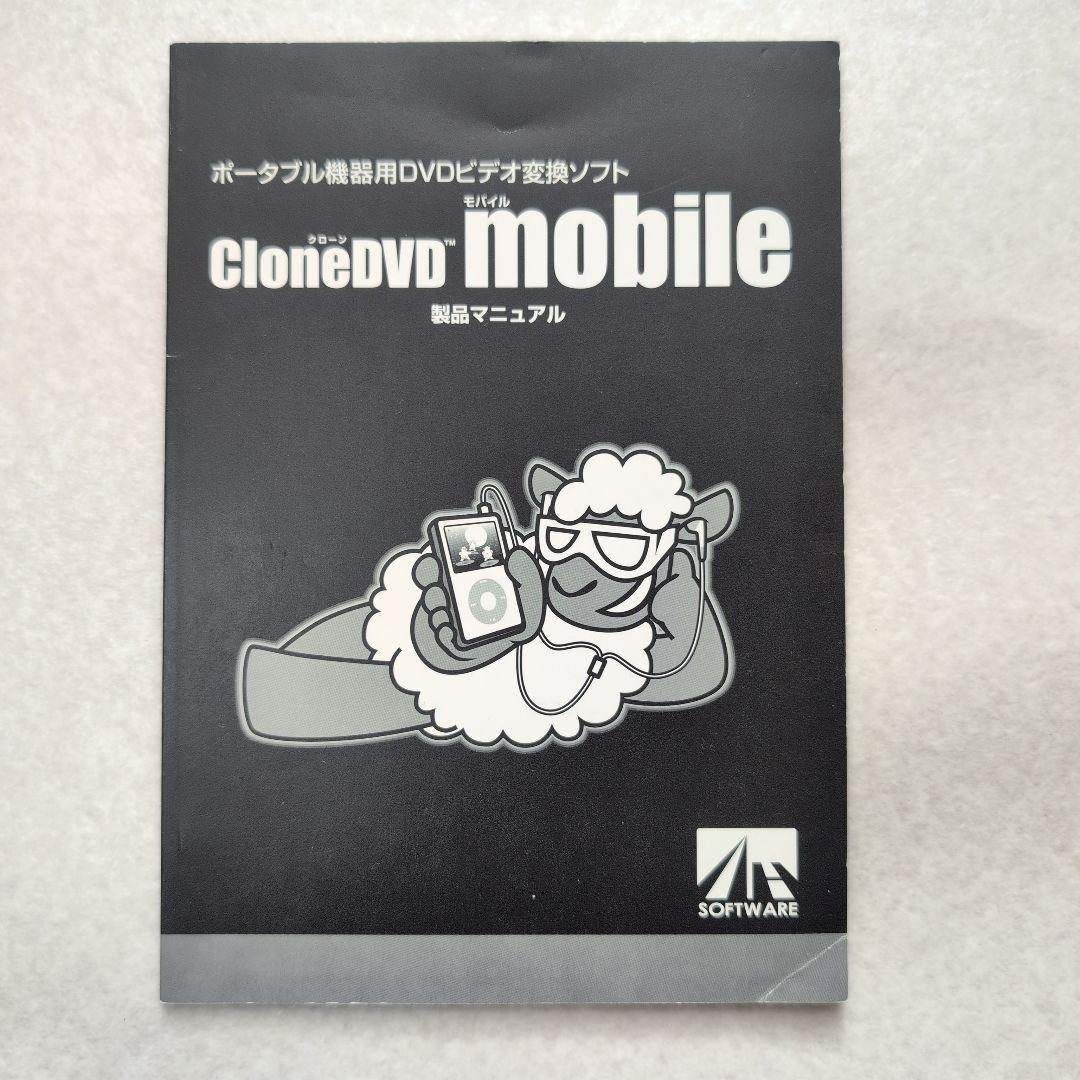 ポータブル機器用DVDビデオ変換ソフト
クローン モバイル
CloneDVD™ mobile
製品マニュアル
SOFTWARE